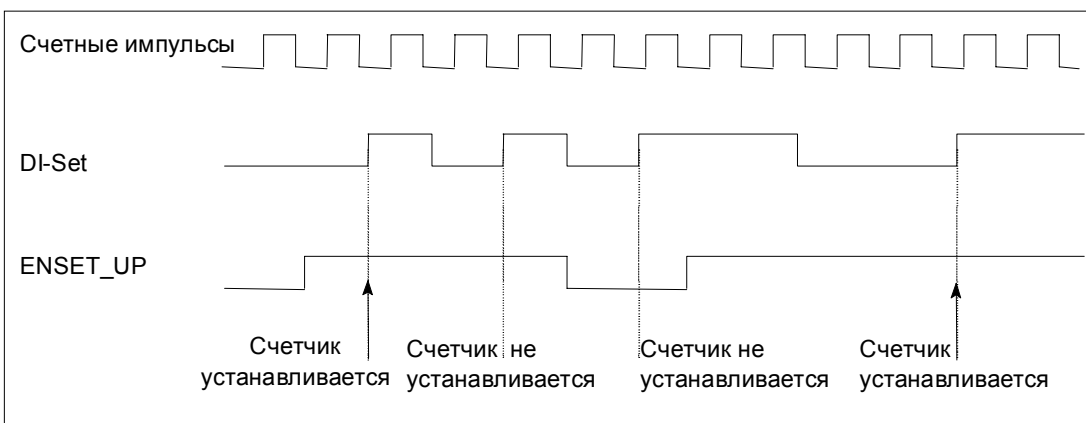 Счетные импульсы
DI-Set
ENSET_UP
Счетчик
устанавливается
Счетчик не
устанавливается
Счетчик не
устанавливается
Счетчик
устанавливается